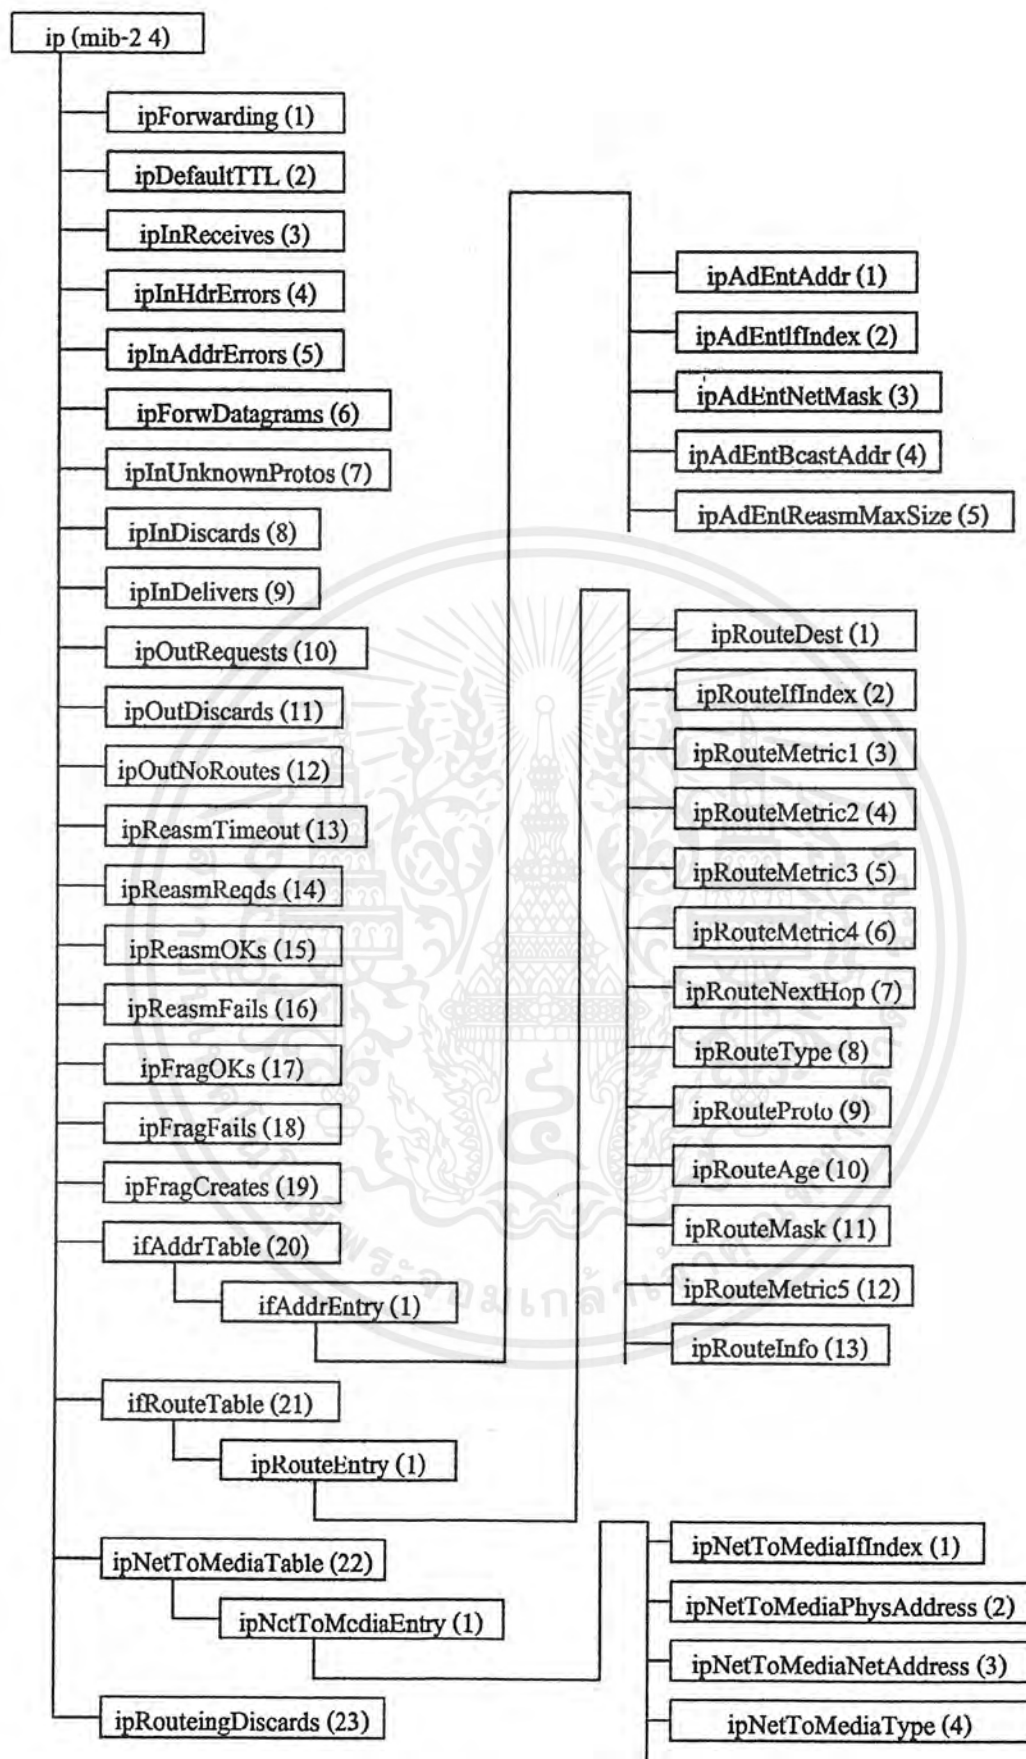 ip (mib-2 4)
ipForwarding (1)
ipDefaultTTL (2)
ipInReceives (3)
ipInHdrErrors (4)
ipInAddrErrors (5)
ipForwDatagrams (6)
ipInUnknownProtos (7)
ipInDiscards (8)
ipInDelivers (9)
ipOutRequests (10)
ipOutDiscards (11)
ipOutNoRoutes (12)
ipReasmTimeout (13)
ipReasmReqds (14)
ipReasmOKs (15)
ipReasmFails (16)
ipFragOKs (17)
ipFragFails (18)
ipFragCreates (19)
ifAddrTable (20)
ifAddrEntry (1)
ifRouteTable (21)
ipRouteEntry (1)
ipNetToMediaTable (22)
ipNetToMediaEntry (1)
ipRouteingDiscards (23)
ipAdEntAddr (1)
ipAdEntIfIndex (2)
ipAdEntNetMask (3)
ipAdEntBcastAddr (4)
ipAdEntReasmMaxSize (5)
ipRouteDest (1)
ipRouteIfIndex (2)
ipRouteMetric1 (3)
ipRouteMetric2 (4)
ipRouteMetric3 (5)
ipRouteMetric4 (6)
ipRouteNextHop (7)
ipRouteType (8)
ipRouteProto (9)
ipRouteAge (10)
ipRouteMask (11)
ipRouteMetric5 (12)
ipRouteInfo (13)
ipNetToMediaIfIndex (1)
ipNetToMediaPhysAddress (2)
ipNetToMediaNetAddress (3)
ipNetToMediaType (4)